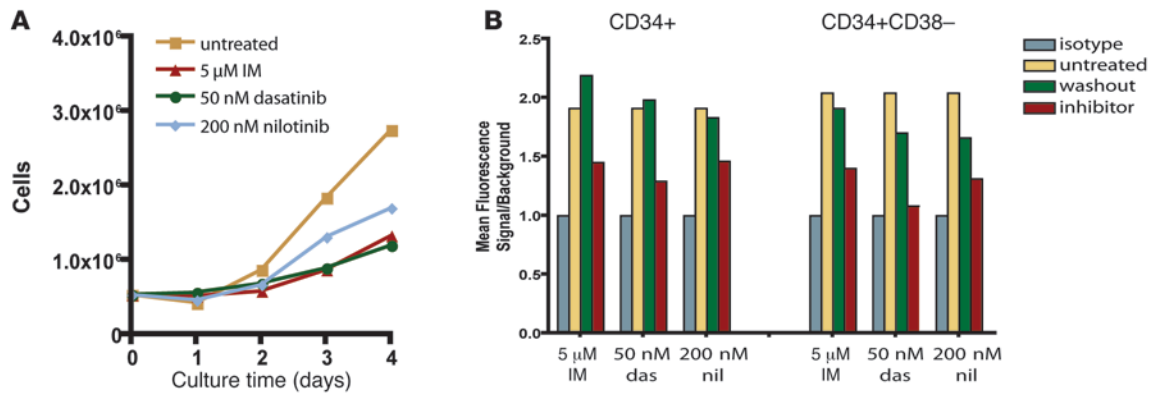 A
4.0x10⁶
3.0x10⁶
2.0x10⁶
1.0x10⁶
0
Cells
untreated
5 μM IM
50 nM dasatinib
200 nM nilotinib
0 1 2 3 4
Culture time (days)
B
CD34+ CD34+CD38–
2.5
2.0
1.5
1.0
0.5
0.0
Mean Fluorescence
Signal/Background
isotype
untreated
washout
inhibitor
5 μM 50 nM 200 nM 5 μM 50 nM 200 nM
IM das nil IM das nil